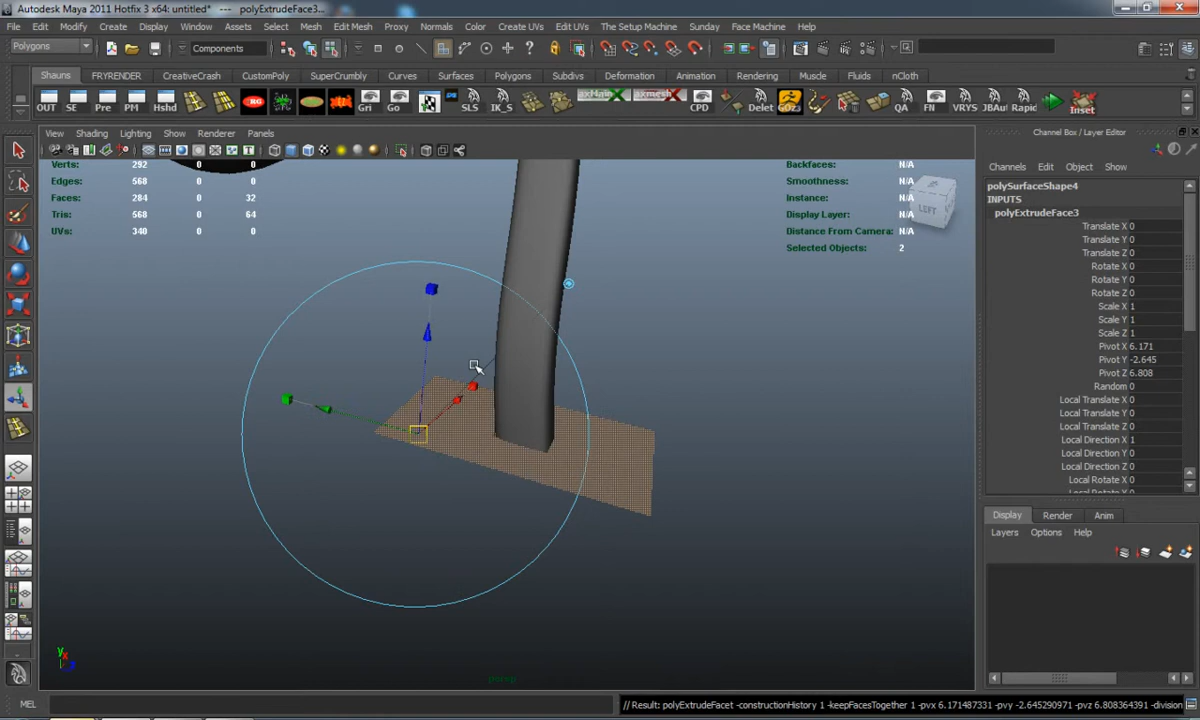 Autodesk Maya 2011 Hotfix 3 x64: untitled* --- polyExtrudeFace3...
File Edit Modify Create Display Window Assets Select Mesh Edit Mesh Proxy Normals Color Create UVs Edit UVs The Setup Machine Sunday Face Machine Help
Polygons Components
Shauns FRYRENDER CreativeCrash CustomPoly SuperCrumbly Curves Surfaces Polygons Subdivs Deformation Animation Rendering Muscle Fluids nCloth
OUT SE Pre PM Hshd Gri Go SLS IK_S axMain axmesh CPD Delet GOz3 QA FN VRYS JBAut Rapic Inset
View Shading Lighting Show Renderer Panels
Channel Box / Layer Editor
Channels Edit Object Show
Verts: 292 0 0
Edges: 568 0 0
Faces: 284 0 32
Tris: 568 0 64
UVs: 340 0 0
Backfaces: N/A
Smoothness: N/A
Instance: N/A
Display Layer: N/A
Distance From Camera: N/A
Selected Objects: 2
LEFT
polySurfaceShape4
INPUTS
polyExtrudeFace3
Translate X 0
Translate Y 0
Translate Z 0
Rotate X 0
Rotate Y 0
Rotate Z 0
Scale X 1
Scale Y 1
Scale Z 1
Pivot X 6.171
Pivot Y -2.645
Pivot Z 6.808
Random 0
Local Translate X 0
Local Translate Y 0
Local Translate Z 0
Local Direction X 1
Local Direction Y 0
Local Direction Z 0
Local Rotate X 0
Display Render Anim
Layers Options Help
y
x
z
persp
MEL
// Result: polyExtrudeFacet -constructionHistory 1 -keepFacesTogether 1 -pvx 6.171487331 -pvy -2.645290971 -pvz 6.808364391 -division